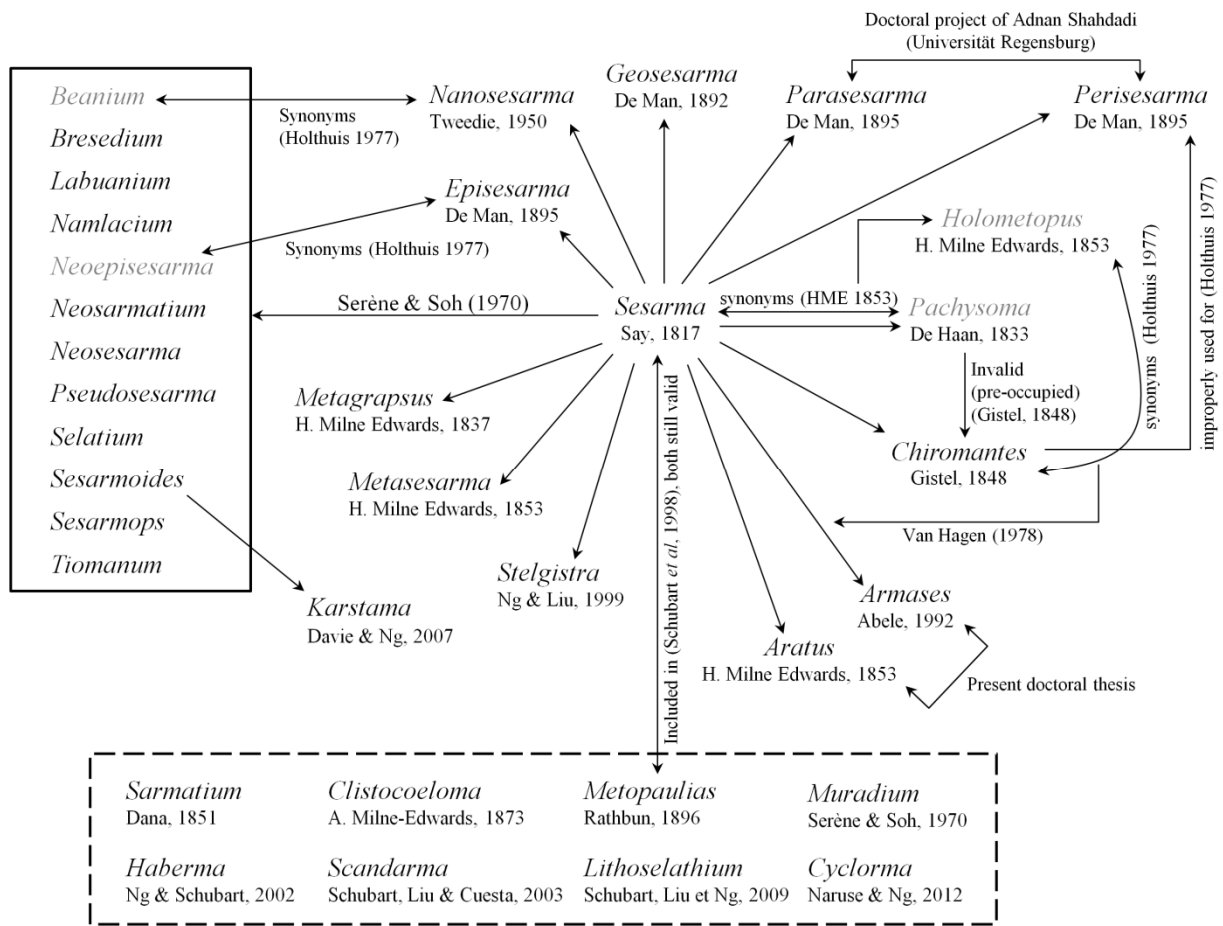 Doctoral project of Adnan Shahdadi
(Universität Regensburg)
Beanium
Bresedium
Labuanium
Namlacium
Neoepisesarma
Neosarmatium
Neosesarma
Pseudosesarma
Selatium
Sesarmoides
Sesarmops
Tiomanum
Synonyms
(Holthuis 1977)
Nanosesarma
Tweedie, 1950
Geosesarma
De Man, 1892
Parasesarma
De Man, 1895
Perisesarma
De Man, 1895
Episesarma
De Man, 1895
Synonyms (Holthuis 1977)
Holometopus
H. Milne Edwards, 1853
Serène & Soh (1970)
Sesarma
Say, 1817
synonyms (HME 1853)
Pachysoma
De Haan, 1833
Invalid
(pre-occupied)
(Gistel, 1848)
synonyms (Holthuis 1977)
improperly used for (Holthuis 1977)
Metagrapsus
H. Milne Edwards, 1837
Chiromantes
Gistel, 1848
Metasesarma
H. Milne Edwards, 1853
Van Hagen (1978)
Stelgistra
Ng & Liu, 1999
Karstama
Davie & Ng, 2007
Included in (Schubart et al, 1998), both still valid
Armases
Abele, 1992
Aratus
H. Milne Edwards, 1853
Present doctoral thesis
Sarmatium
Dana, 1851
Clistocoeloma
A. Milne-Edwards, 1873
Metopaulias
Rathbun, 1896
Muradium
Serène & Soh, 1970
Haberma
Ng & Schubart, 2002
Scandarma
Schubart, Liu & Cuesta, 2003
Lithoselathium
Schubart, Liu et Ng, 2009
Cyclorma
Naruse & Ng, 2012